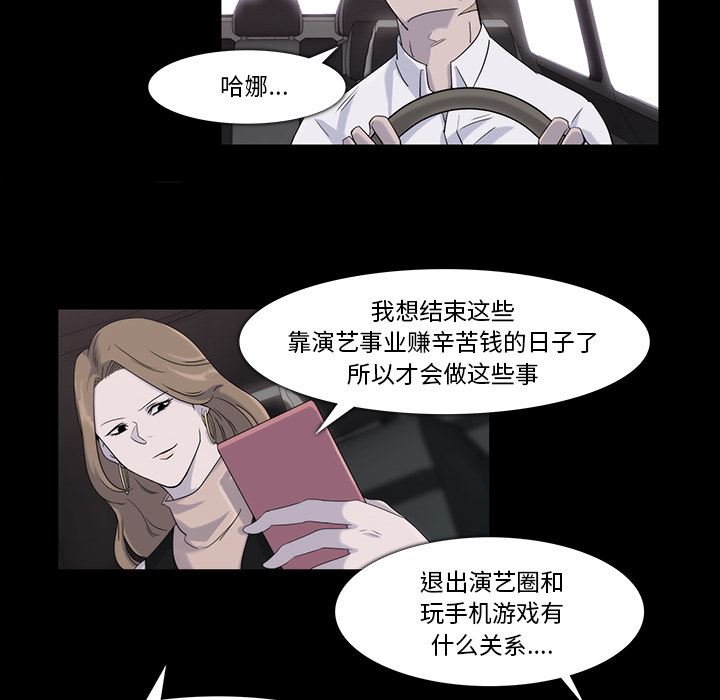 哈娜...
我想结束这些
靠演艺事业赚辛苦钱的日子了
所以才会做这些事
退出演艺圈和
玩手机游戏有
什么关系....